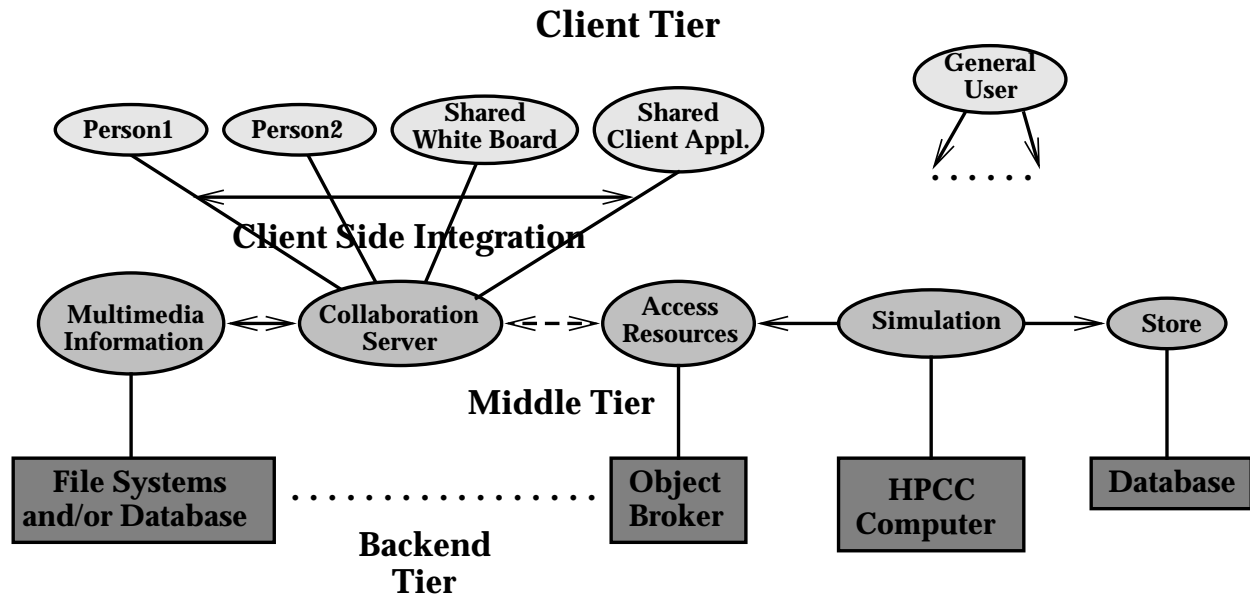 Client Tier
General
User
Person1
Person2
Shared
White Board
Shared
Client Appl.
Client Side Integration
Multimedia
Information
Collaboration
Server
Access
Resources
Simulation
Store
Middle Tier
File Systems
and/or Database
Object
Broker
HPCC
Computer
Database
Backend
Tier